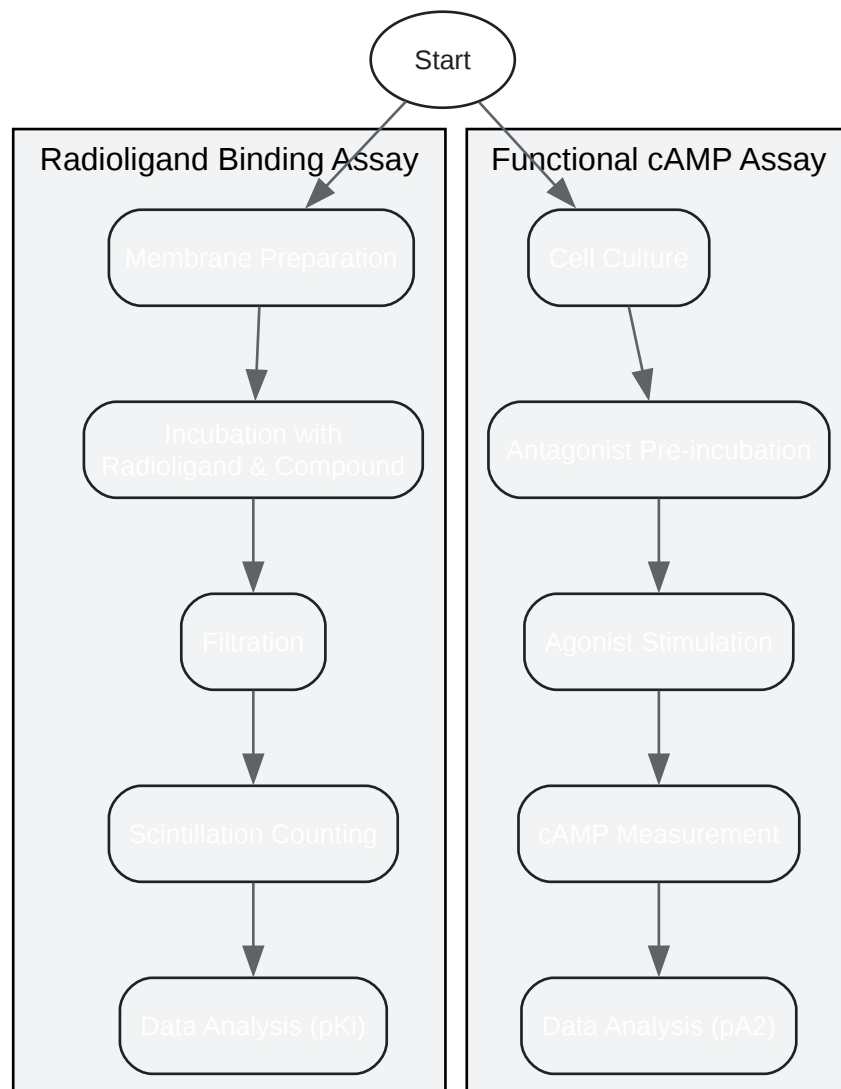 Start
Radioligand Binding Assay
Membrane Preparation
Incubation with
Radioligand & Compound
Filtration
Scintillation Counting
Data Analysis (pKi)
Functional cAMP Assay
Cell Culture
Antagonist Pre-incubation
Agonist Stimulation
cAMP Measurement
Data Analysis (pA2)